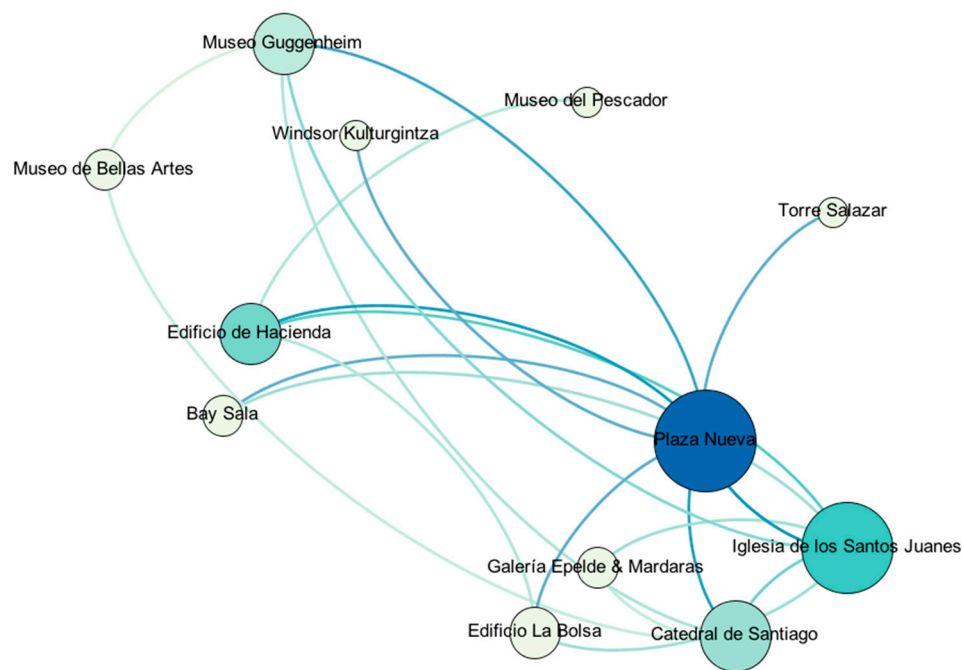 Museo Guggenheim
Museo del Pescador
Windsor Kulturgintza
Museo de Bellas Artes
Torre Salazar
Edificio de Hacienda
Bay Sala
Plaza Nueva
Iglesia de los Santos Juanes
Galería Epelde & Mardaras
Edificio La Bolsa
Catedral de Santiago